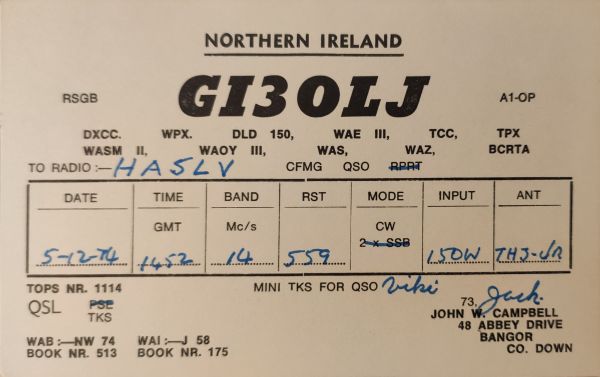 NORTHERN IRELAND
RSGB GI3OLJ A1-OP
DXCC. WPX. DLD 150, WAE III, TCC, TPX
WASM II, WAOY III, WAS, WAZ, BCRTA
TO RADIO :— HA5LV CFMG QSO RPRT
DATE TIME BAND RST MODE INPUT ANT
GMT Mc/s CW
2 x SSB
5-12-74 1452 14 559 150W TH3-JR
TOPS NR. 1114 MINI TKS FOR QSO Viki
QSL PSE 73, Jack.
TKS JOHN W. CAMPBELL
48 ABBEY DRIVE
WAB :—NW 74 WAI :—J 58 BANGOR
BOOK NR. 513 BOOK NR. 175 CO. DOWN